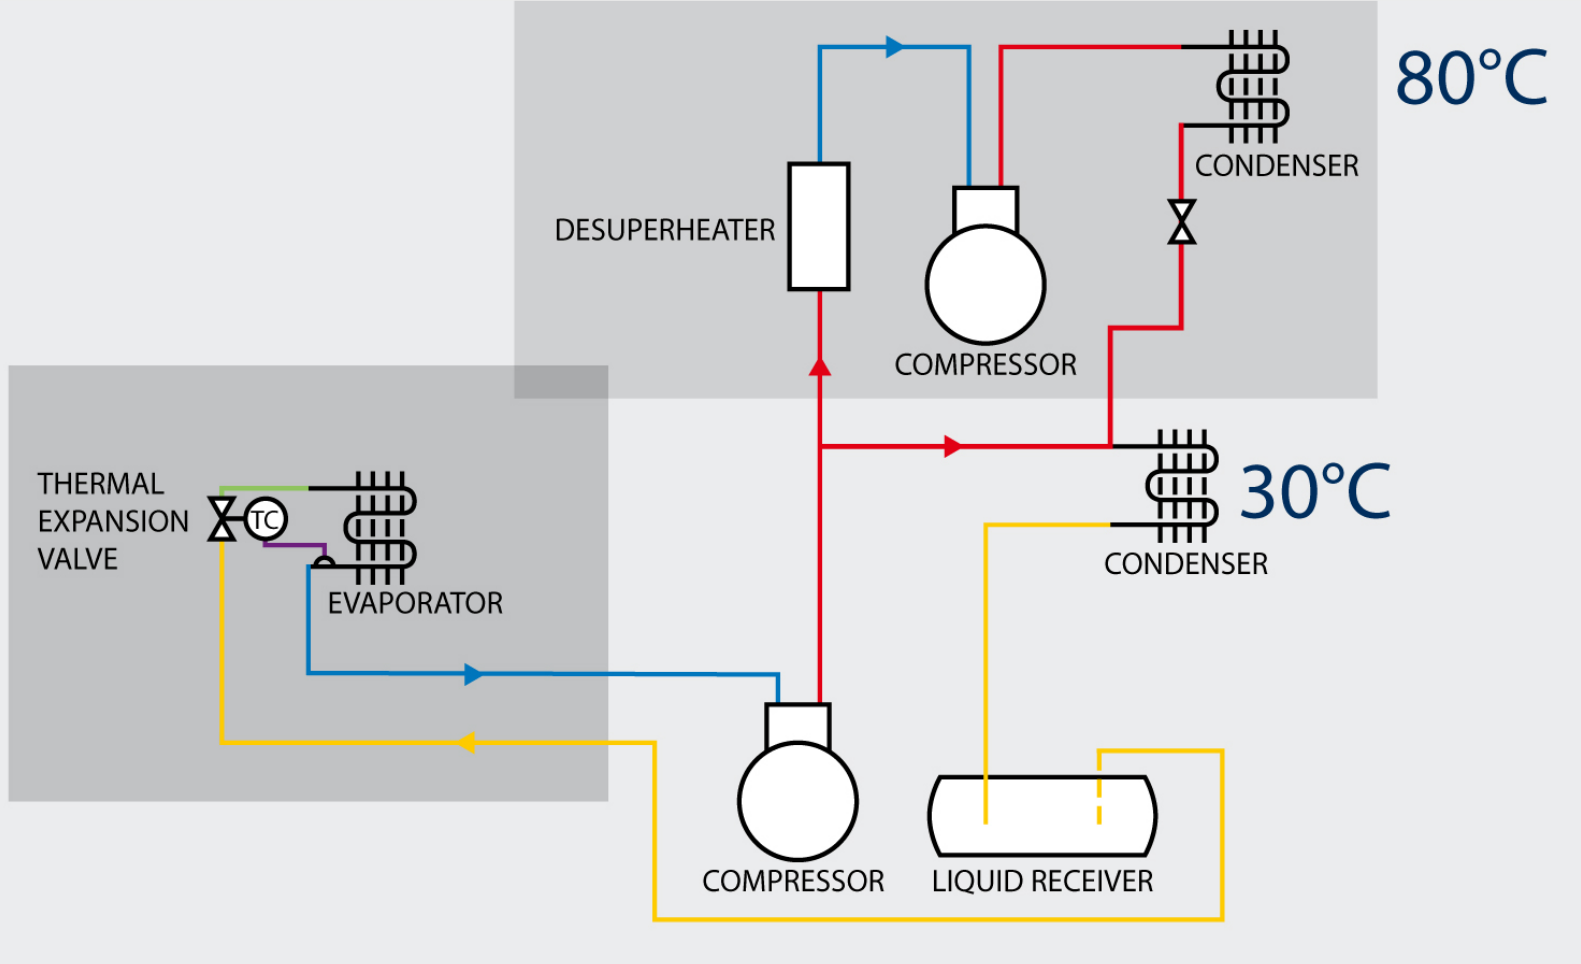 80°C
CONDENSER
DESUPERHEATER
COMPRESSOR
THERMAL
EXPANSION
VALVE
TC
EVAPORATOR
30°C
CONDENSER
COMPRESSOR
LIQUID RECEIVER